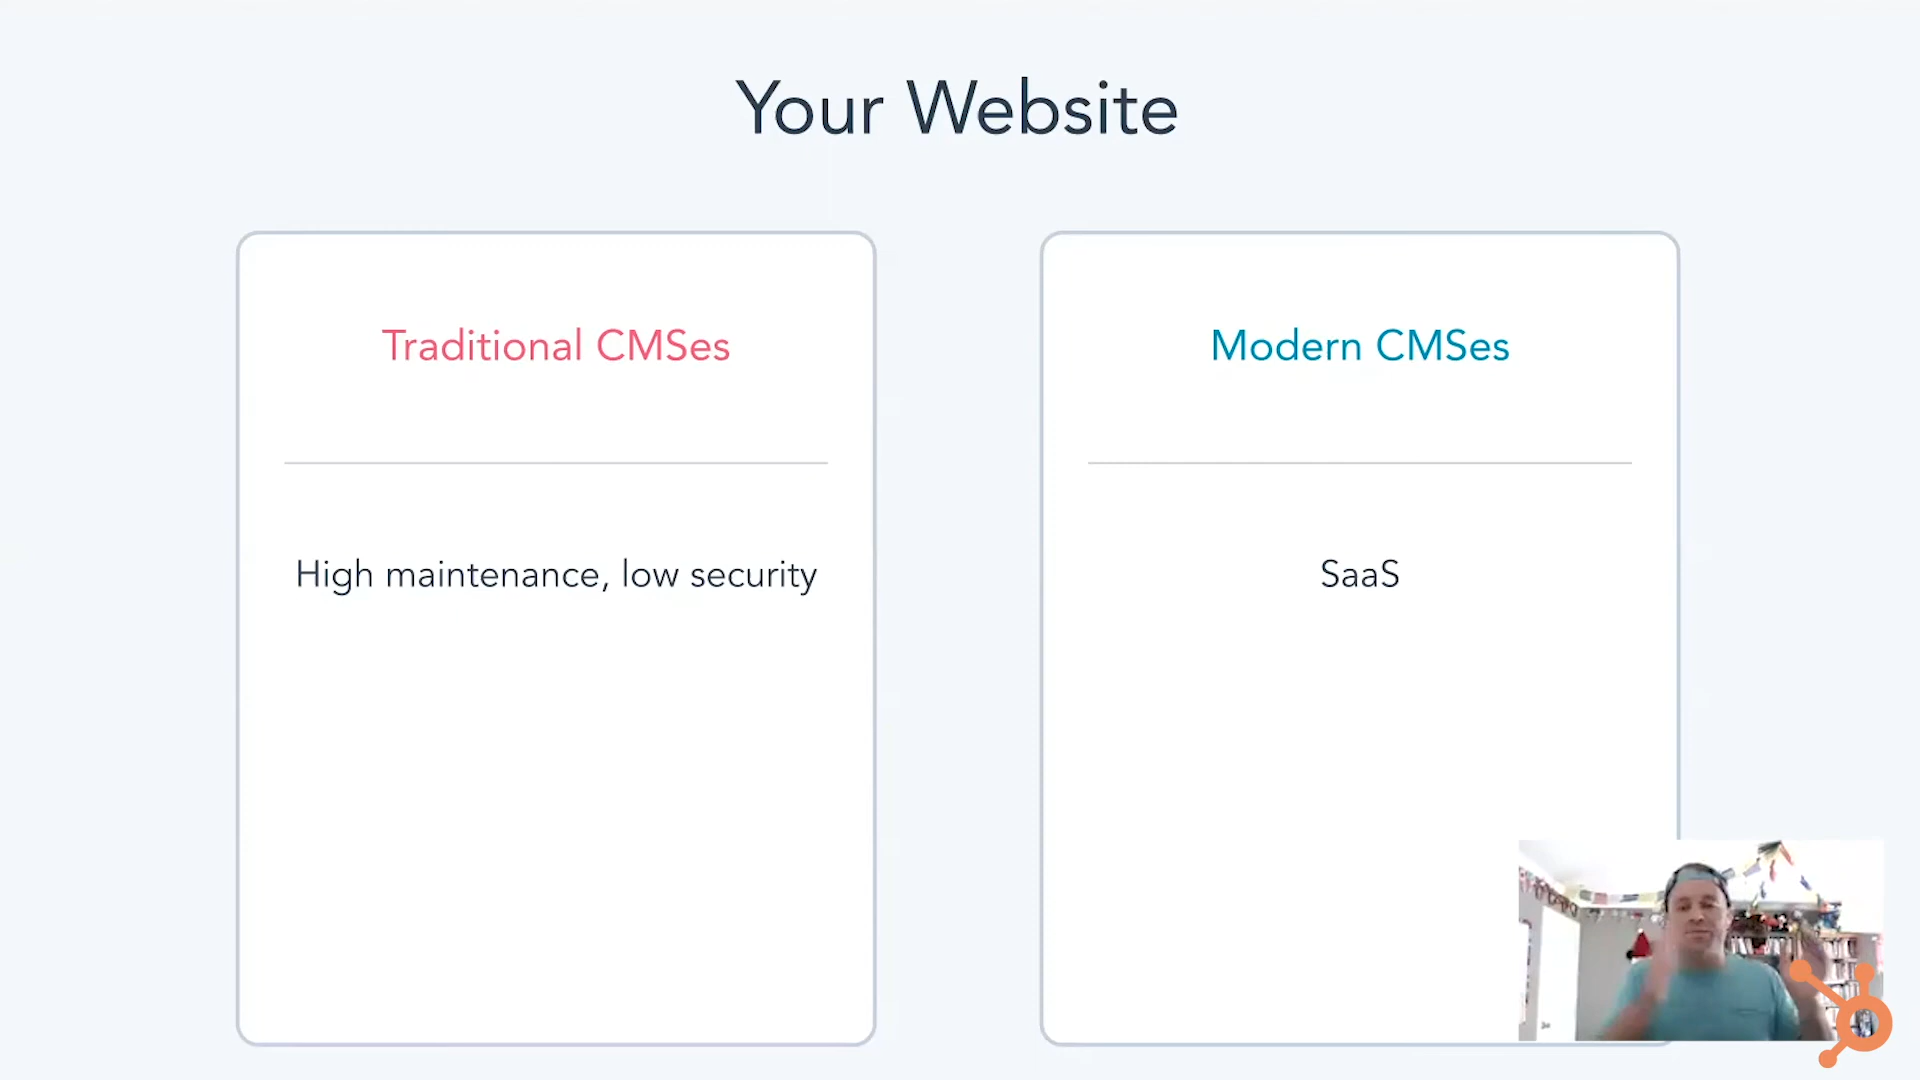 Your Website
Traditional CMSes
Modern CMSes
High maintenance, low security
SaaS